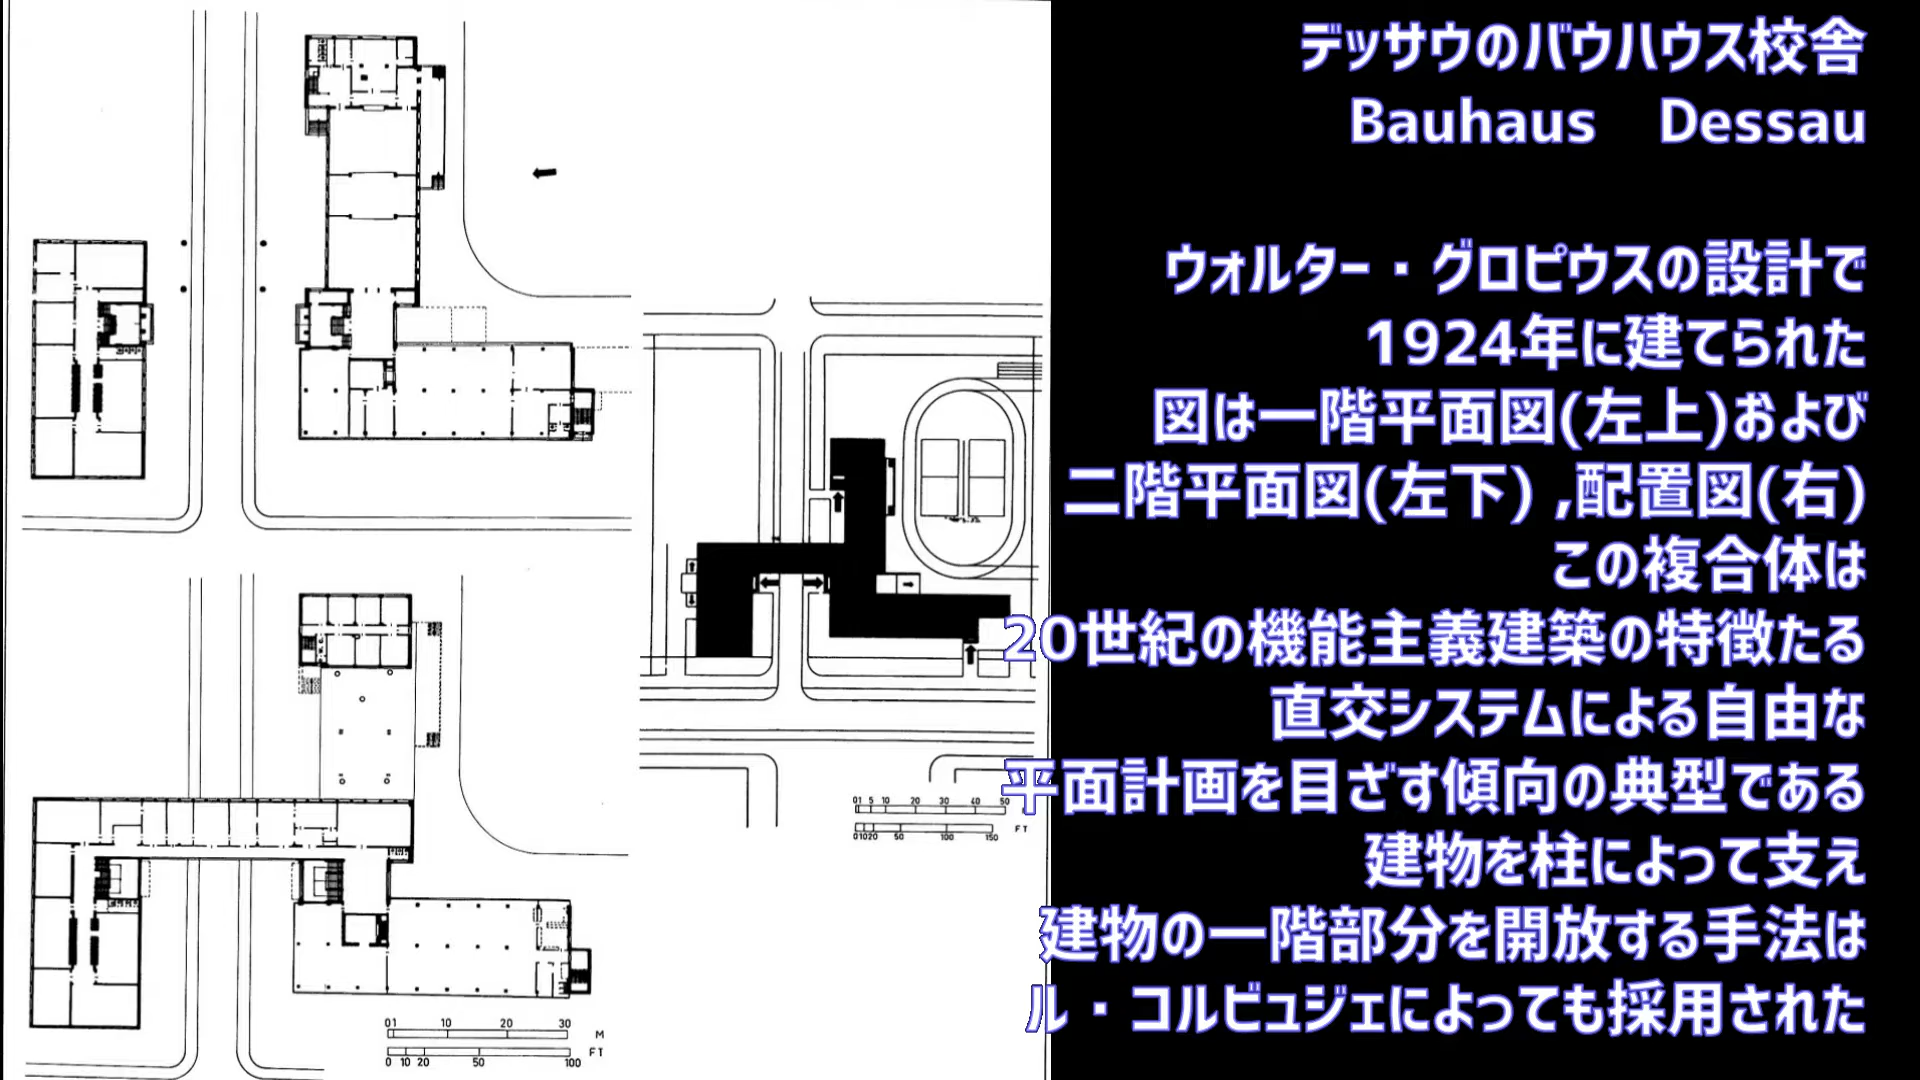 デッサウのバウハウス校舎
Bauhaus　Dessau
ウォルター・グロピウスの設計で
1924年に建てられた
図は一階平面図(左上)および
二階平面図(左下) ,配置図(右)
この複合体は
20世紀の機能主義建築の特徴たる
直交システムによる自由な
平面計画を目ざす傾向の典型である
建物を柱によって支え
建物の一階部分を開放する手法は
ル・コルビュジェによっても採用された
01 5 10 20 30 40 50
FT
01020 50 100 150
01 10 20 30 M
FT
0 10 20 50 100